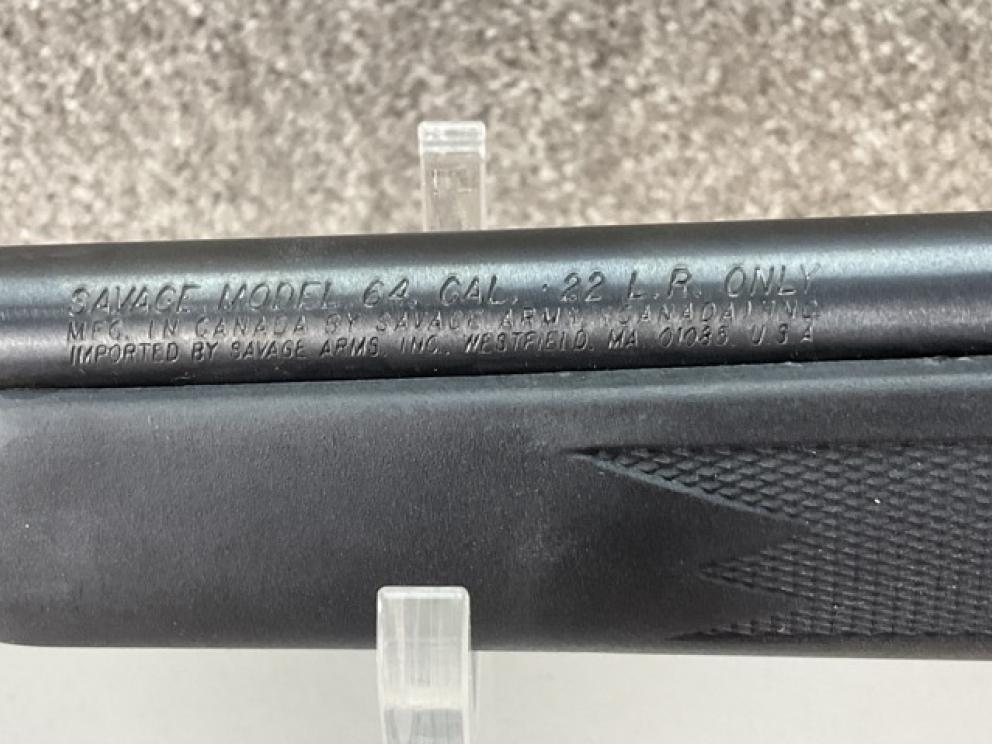 SAVAGE MODEL 64, CAL. .22 L.R. ONLY
MFG. IN CANADA BY SAVAGE ARMS (CANADA) INC.
IMPORTED BY SAVAGE ARMS, INC., WESTFIELD, MA. 01085, U.S.A